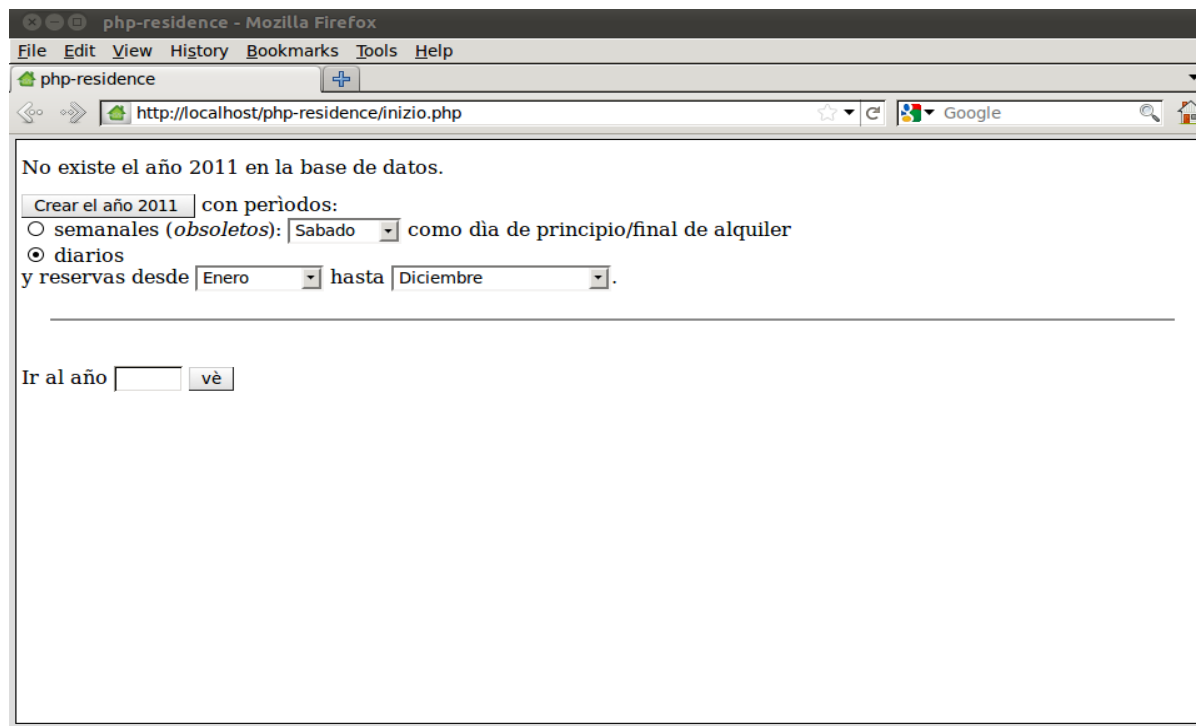 php-residence - Mozilla Firefox
File Edit View History Bookmarks Tools Help
php-residence
http://localhost/php-residence/inizio.php Google
No existe el año 2011 en la base de datos.
Crear el año 2011 con perìodos:
semanales (obsoletos): Sabado como dìa de principio/final de alquiler
diarios
y reservas desde Enero hasta Diciembre.
Ir al año vè